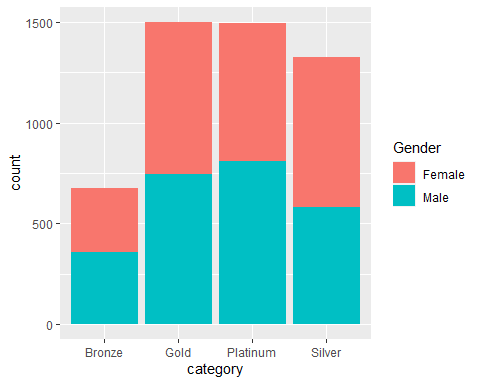 1500
1000
500
0
count
Bronze Gold Platinum Silver
category
Gender
Female
Male